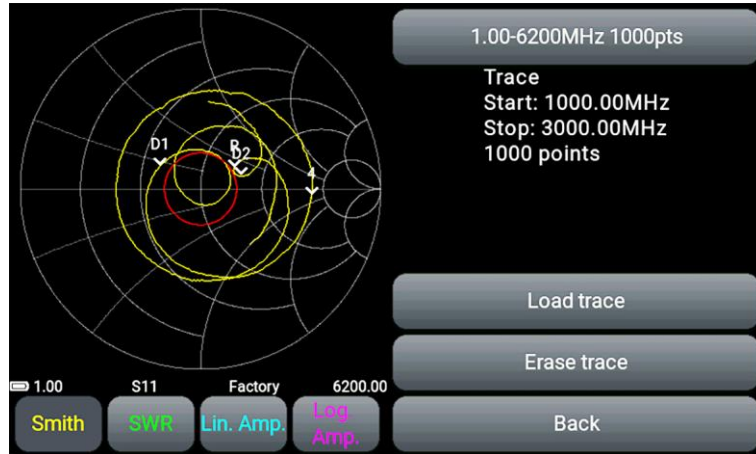 1.00-6200MHz 1000pts
Trace
Start: 1000.00MHz
Stop: 3000.00MHz
1000 points
D1
R
D2
4
Load trace
Erase trace
Back
1.00 S11 Factory 6200.00
Smith
SWR
Lin. Amp.
Log
Amp.